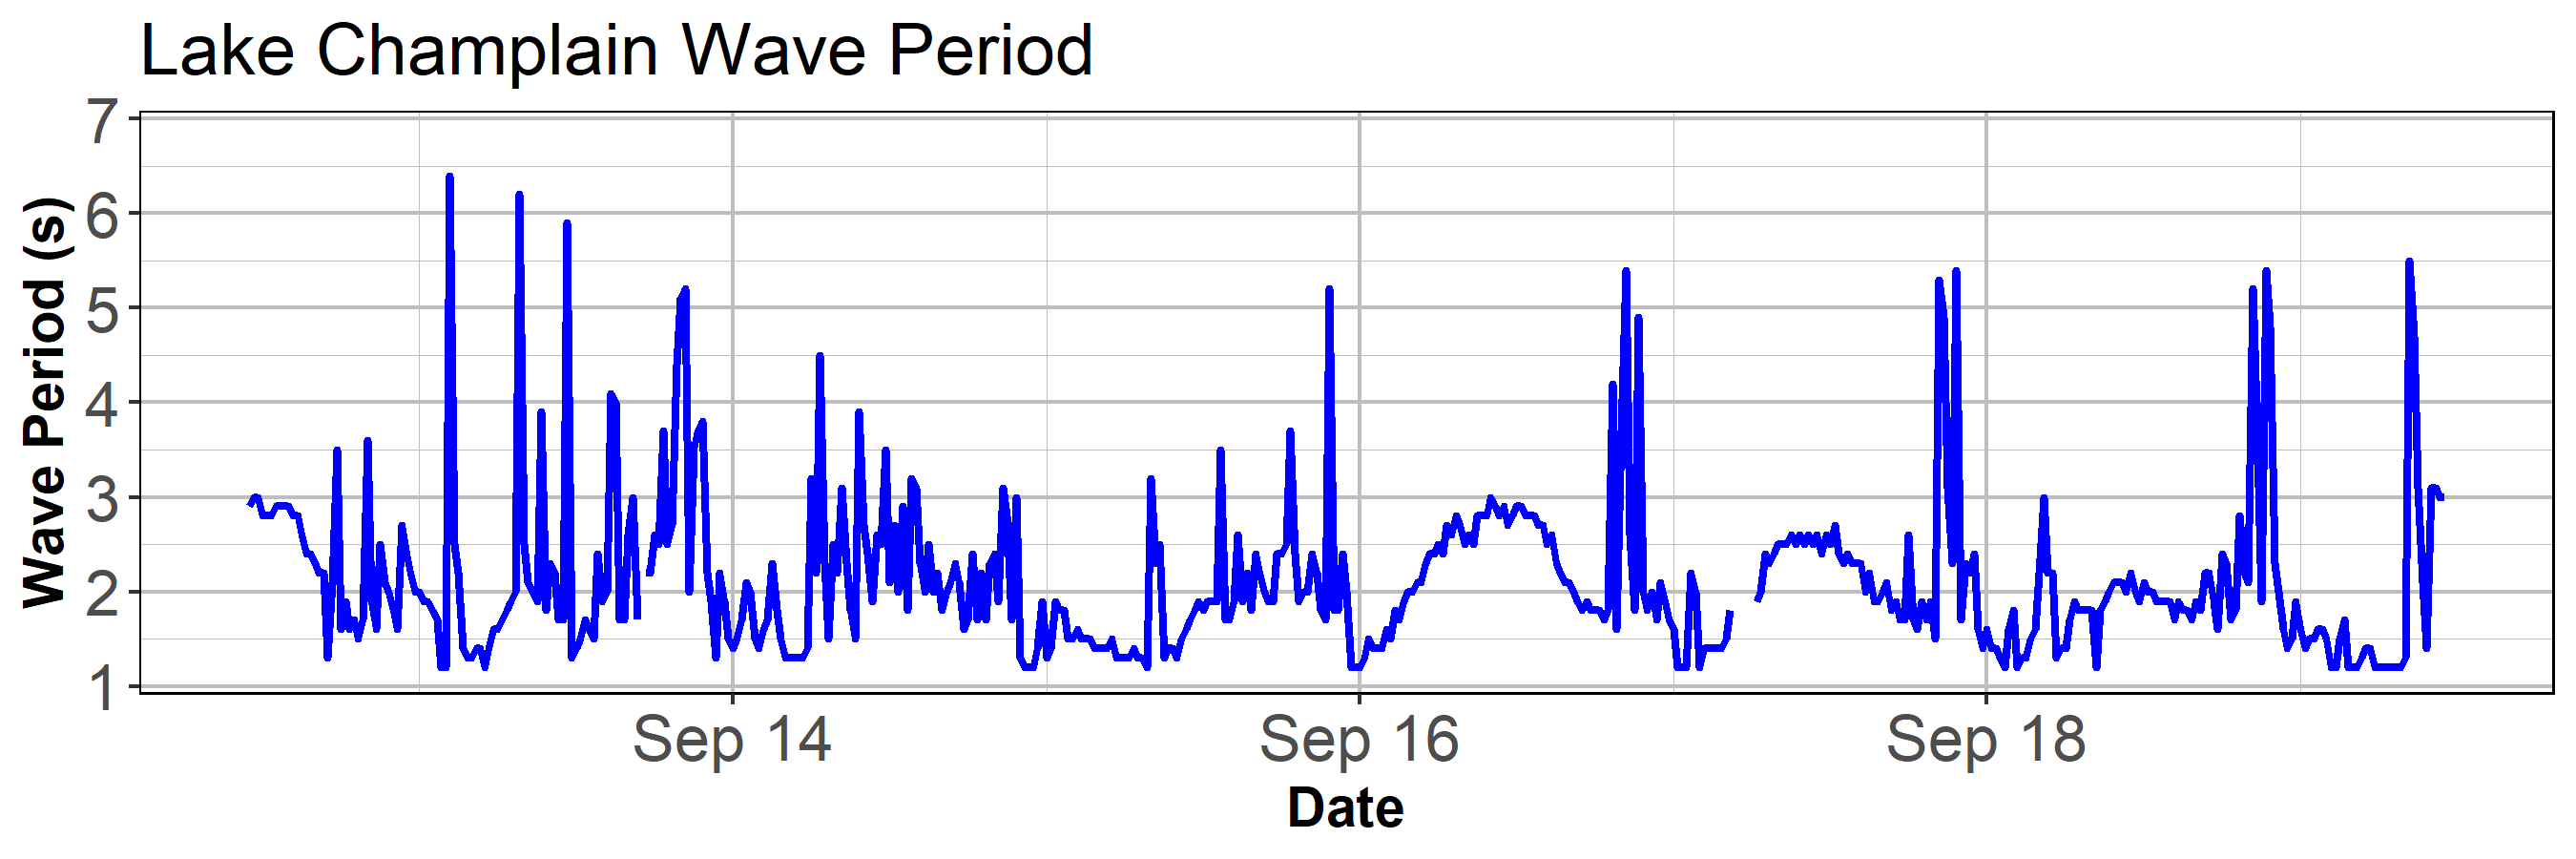 Lake Champlain Wave Period
Wave Period (s)
7
6
5
4
3
2
1
Sep 14
Sep 16
Sep 18
Date